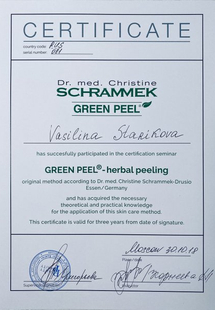 CERTIFICATE
country code: RUS
serial number: 091
Dr. med. Christine
SCHRAMMEK
GREEN PEEL®
Vasilina Starikova
has succesfully participated in the certification seminar
GREEN PEEL® - herbal peeling
original method according to Dr. med. Christine Schrammek-Drusio
Essen/Germany
and has acquired the necessary
theoretical and practical knowledge
for the application of this skin care method.
This certificate is valid for three years from date of signature.
Moscow 30.10.18